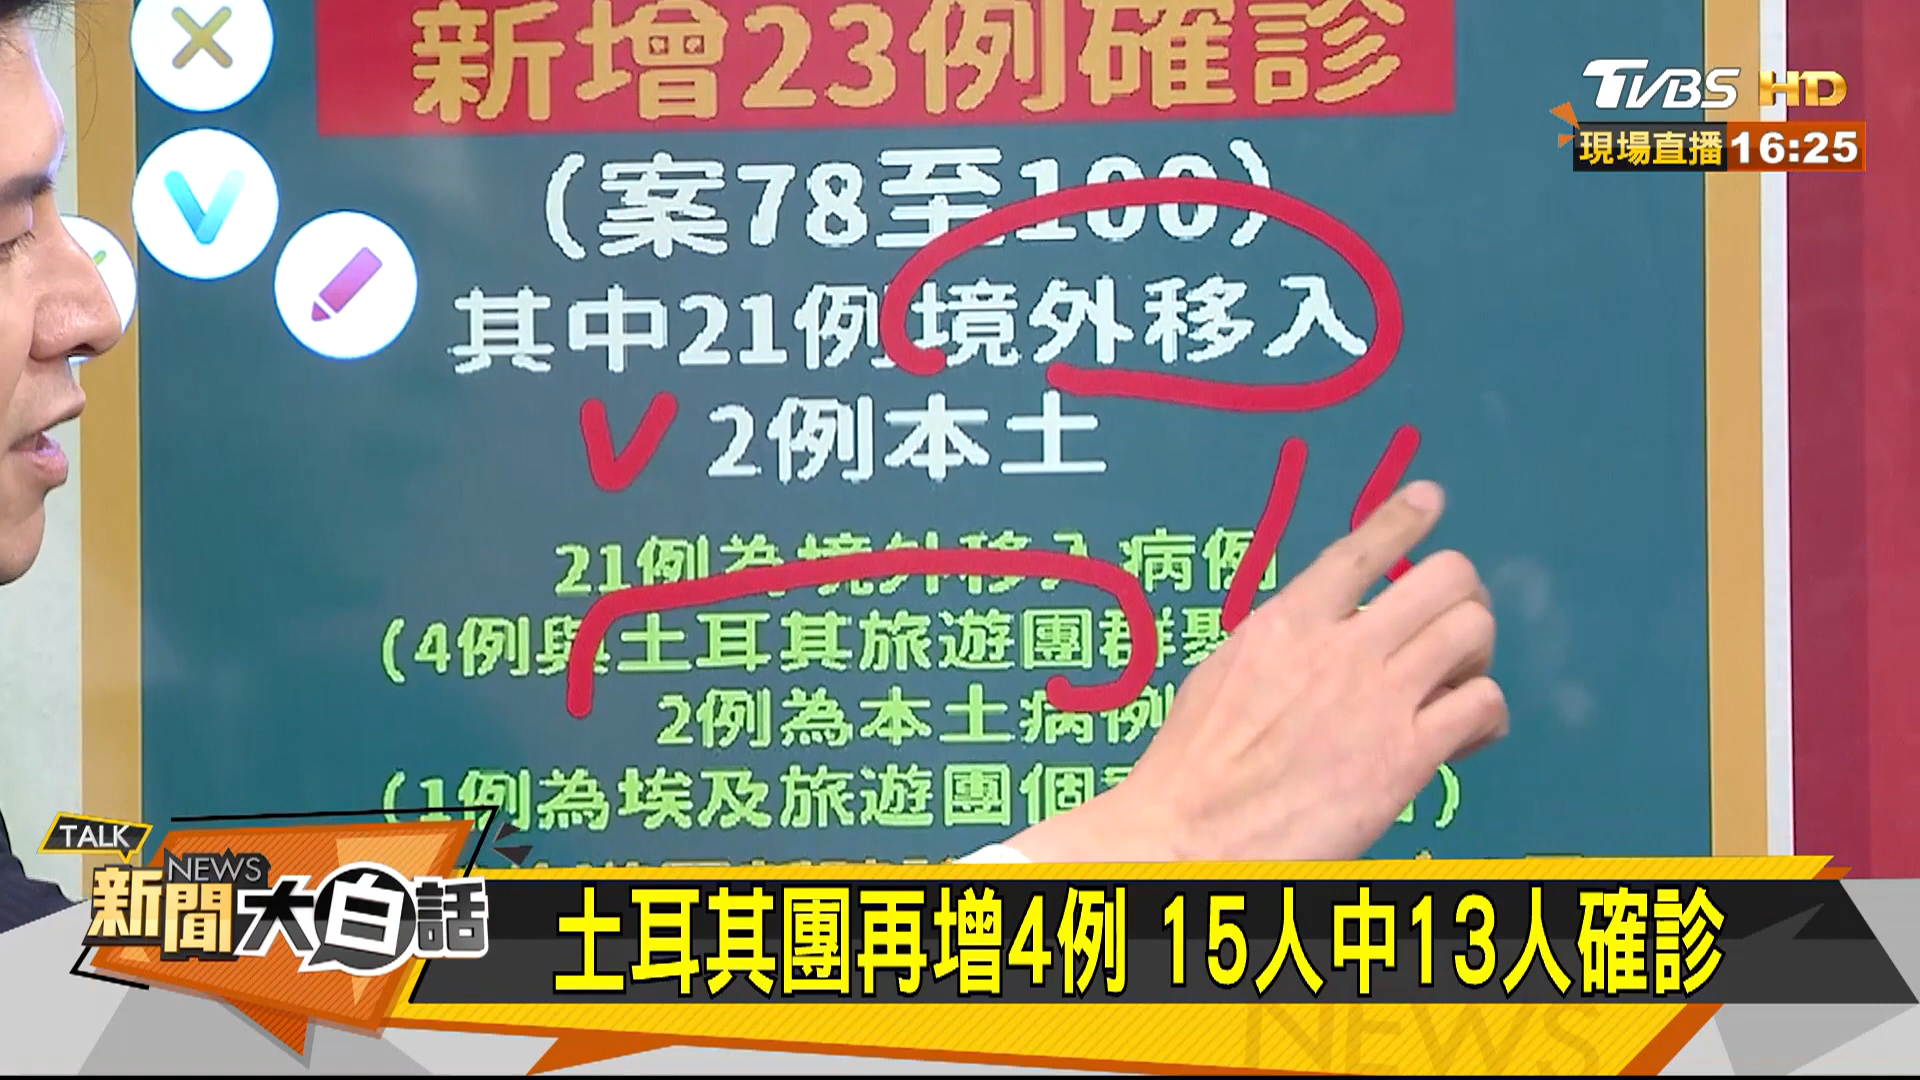 新增23例確診
TVBS HD
現場直播 16:25
(案78至100)
其中21例境外移入
2例本土
21例為境外移入病例
(4例與土耳其旅遊團群聚
2例為本土病例
(1例為埃及旅遊團個
TALK
NEWS
新聞大白話
土耳其團再增4例 15人中13人確診
NEWS